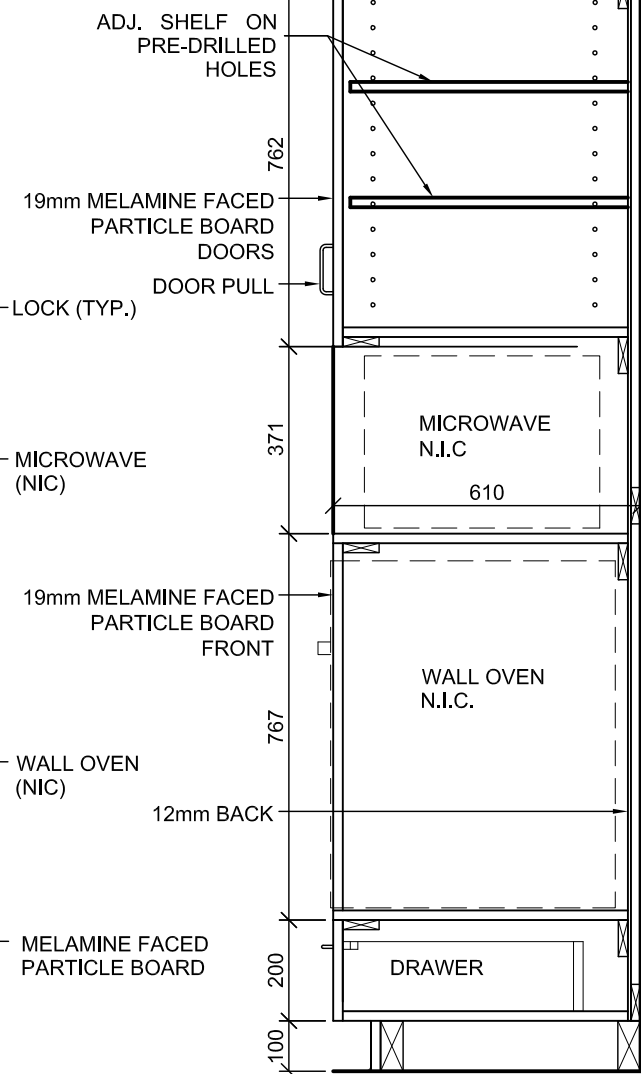 ADJ. SHELF ON
PRE-DRILLED
HOLES
762
19mm MELAMINE FACED
PARTICLE BOARD
DOORS
DOOR PULL
LOCK (TYP.)
371
MICROWAVE
N.I.C
MICROWAVE
(NIC)
610
19mm MELAMINE FACED
PARTICLE BOARD
FRONT
WALL OVEN
N.I.C.
767
WALL OVEN
(NIC)
12mm BACK
MELAMINE FACED
PARTICLE BOARD
200
DRAWER
100